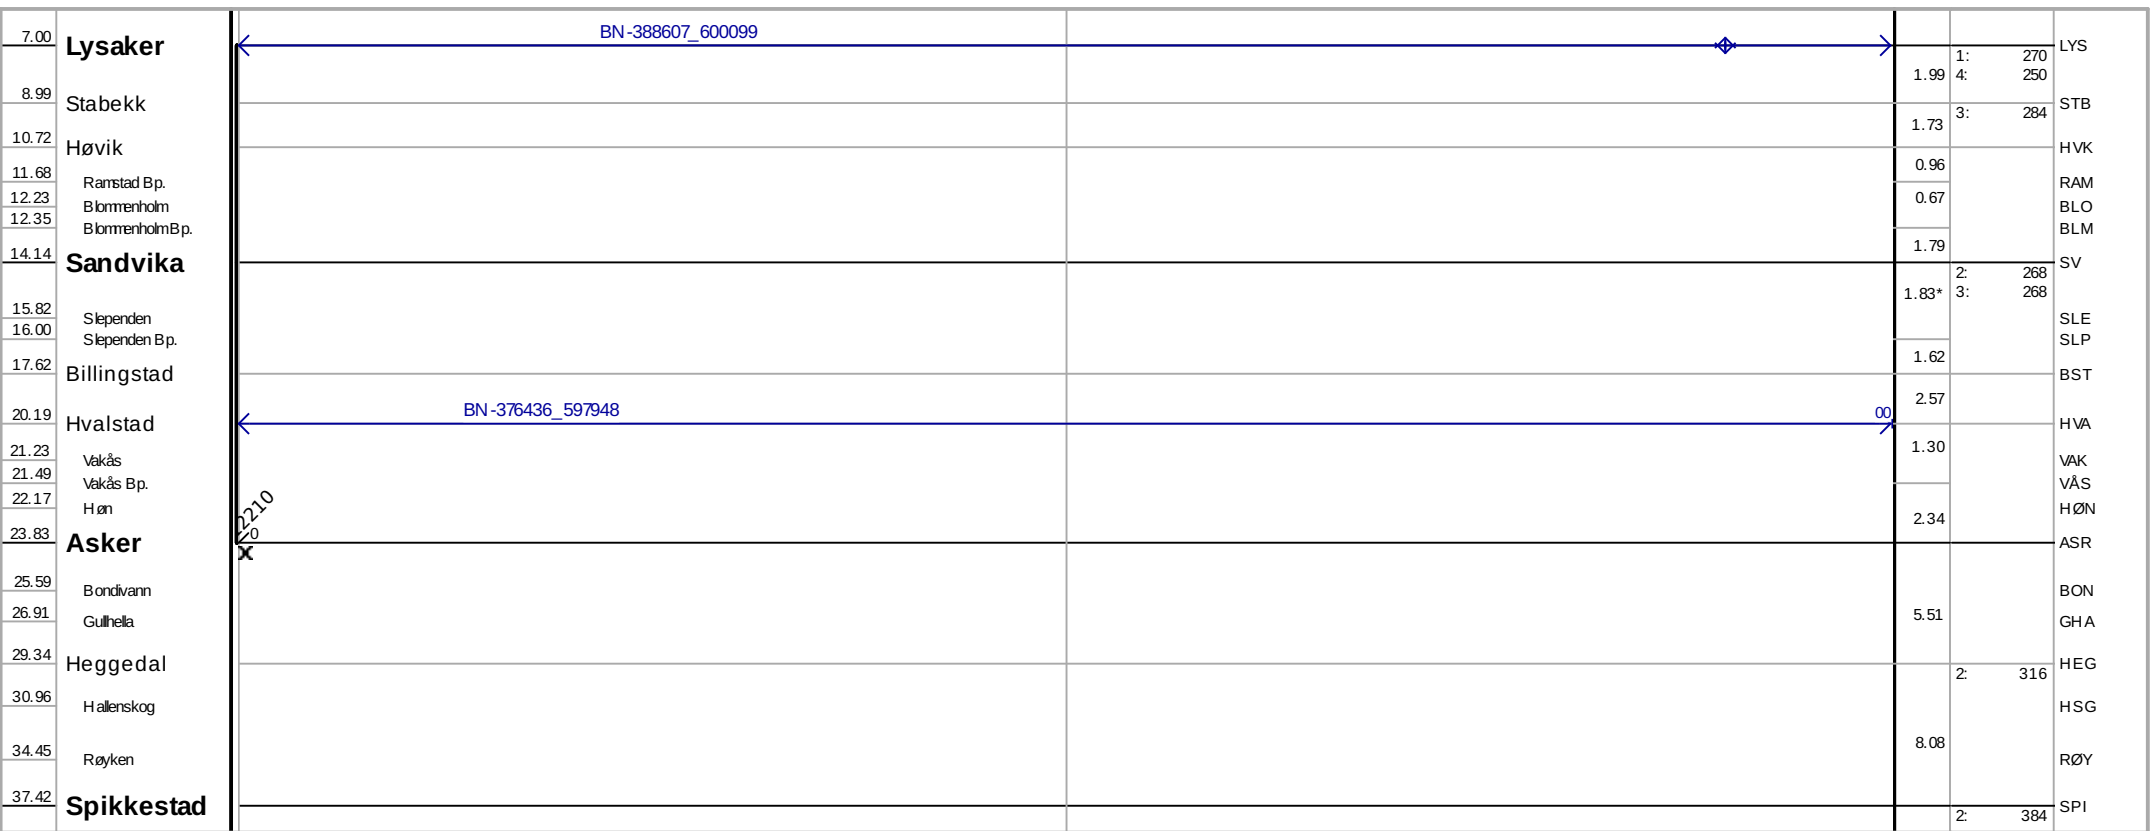 7.00 Lysaker BN-388607_600099 LYS
1: 270
1.99 4: 250
8.99 Stabekk STB
3: 284
1.73
10.72 Høvik HVK
0.96
11.68 Ramstad Bp. RAM
0.67
12.23 Blommenholm BLO
12.35 Blommenholm Bp. BLM
1.79
14.14 Sandvika SV
2: 268
1.83* 3: 268
15.82 Slependen SLE
16.00 Slependen Bp. SLP
1.62
17.62 Billingstad BST
2.57
20.19 Hvalstad BN-376436_597948 00 HVA
1.30
21.23 Vakås VAK
21.49 Vakås Bp. VÅS
22.17 Høn HØN
2210
2.34
0
23.83 Asker ASR
x
25.59 Bondivann BON
5.51
26.91 Gullhella GHA
29.34 Heggedal HEG
2: 316
30.96 Hallenskog HSG
8.08
34.45 Røyken RØY
37.42 Spikkestad SPI
2: 384